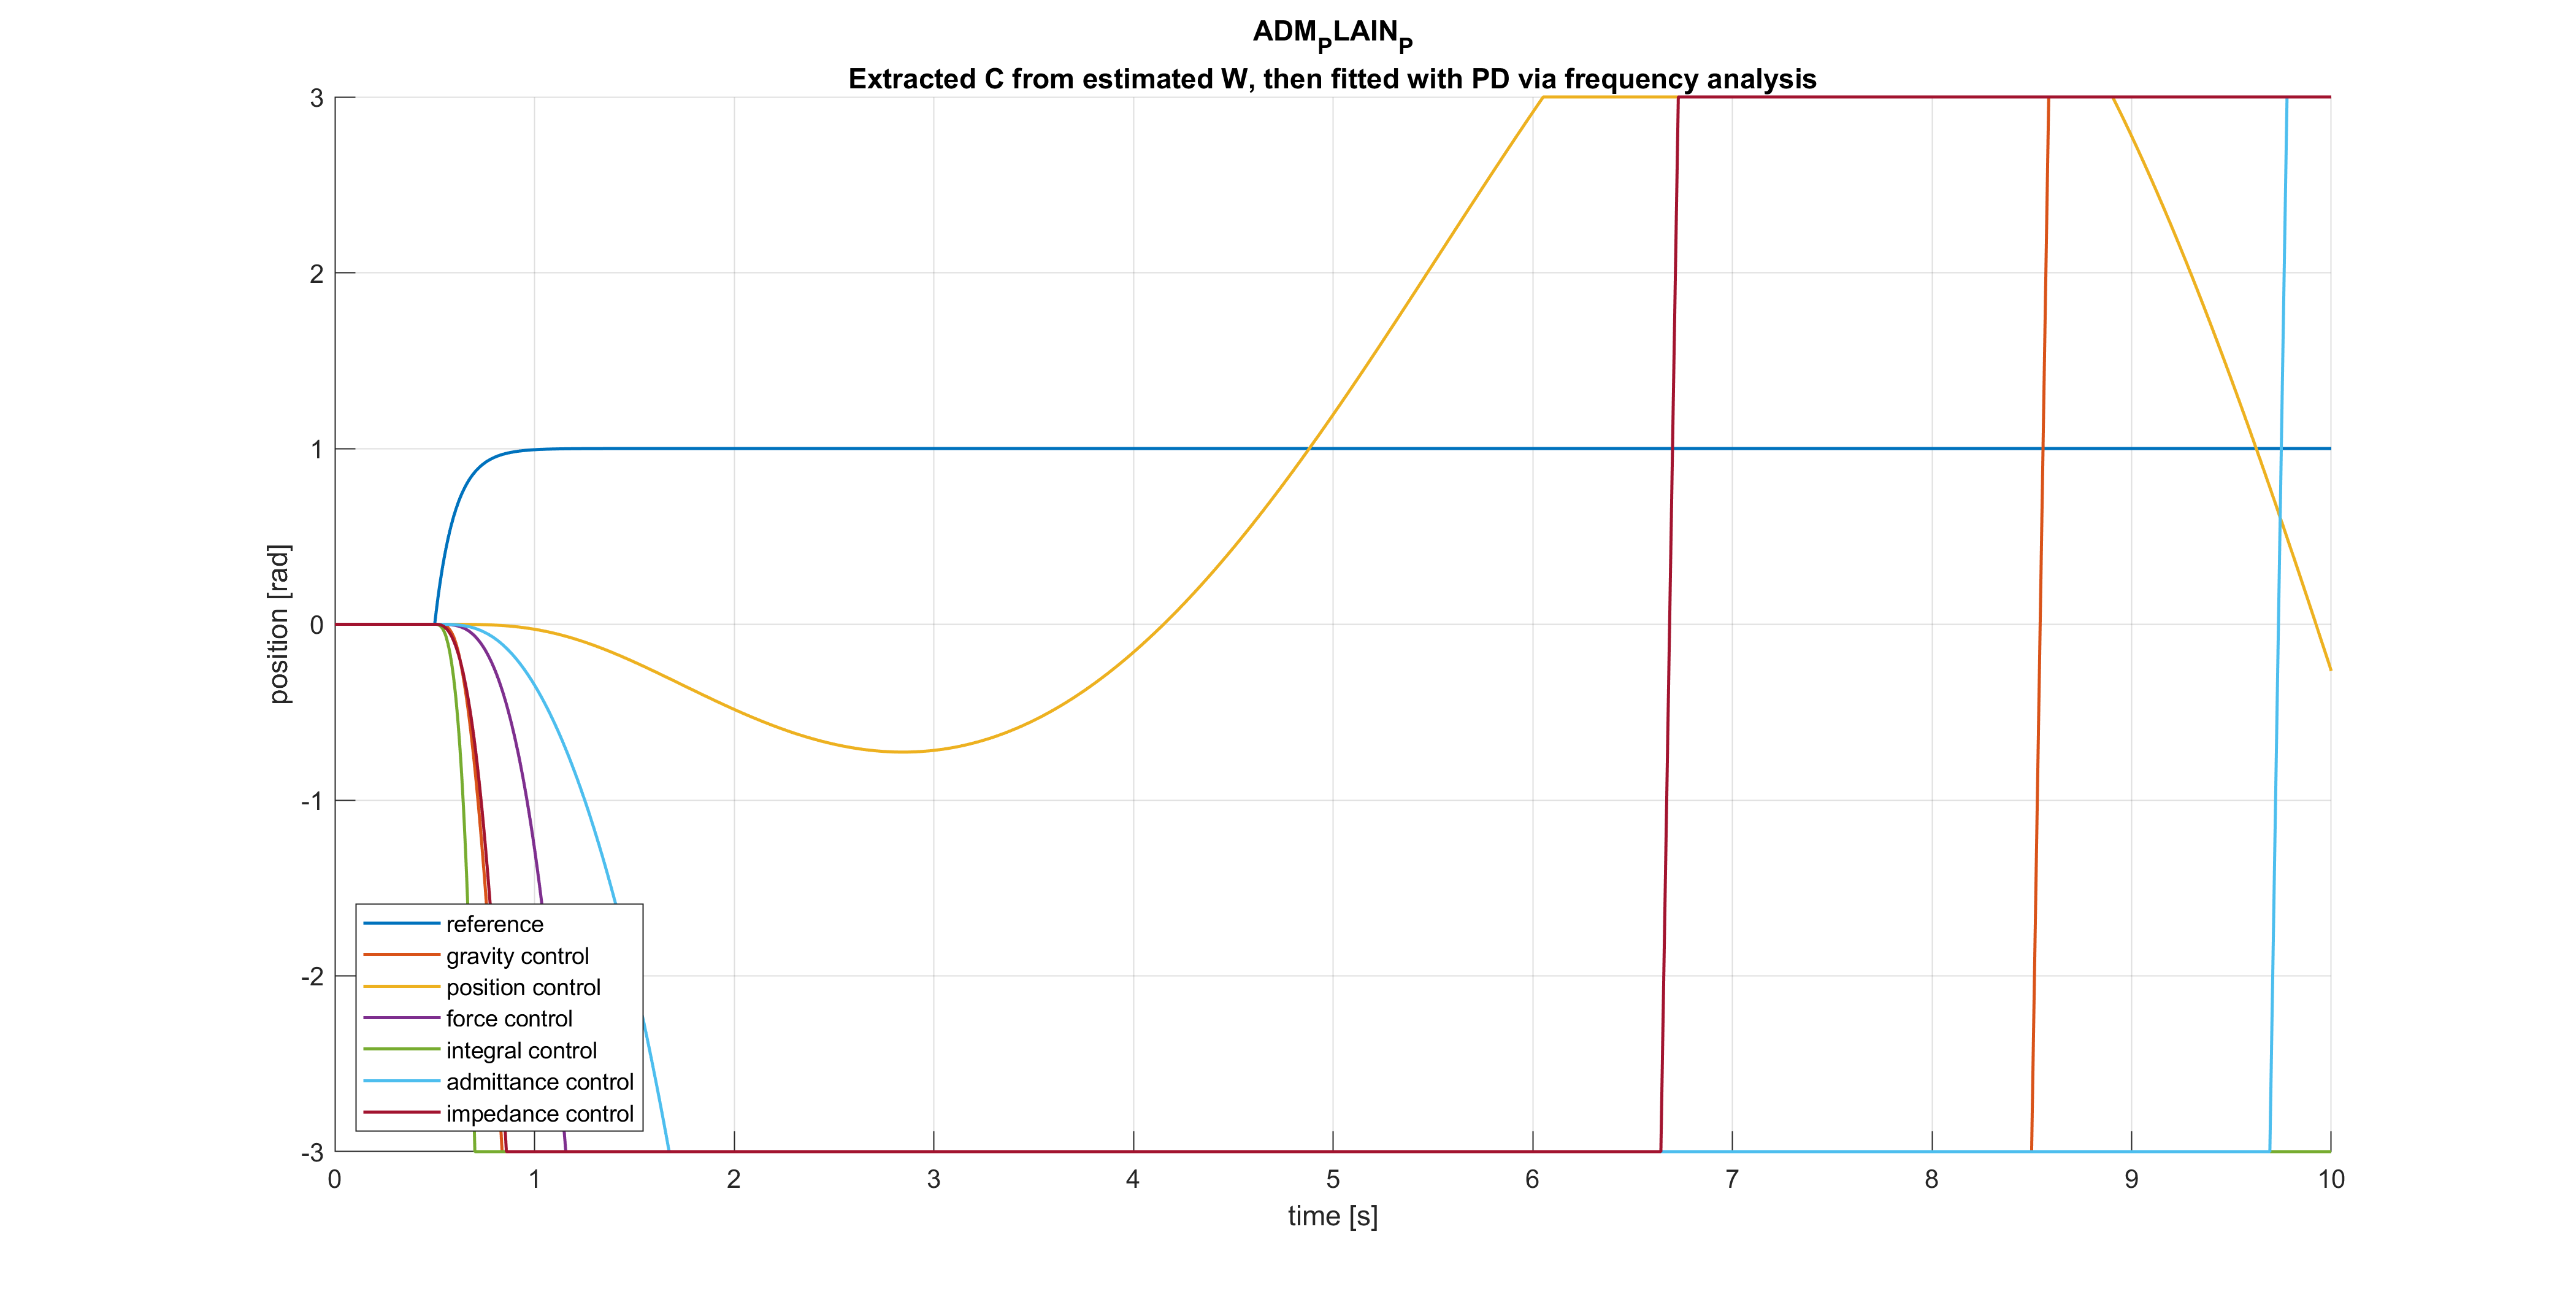 ADM_PLAIN_P
Extracted C from estimated W, then fitted with PD via frequency analysis
3
2
1
0
-1
-2
-3
position [rad]
reference
gravity control
position control
force control
integral control
admittance control
impedance control
0 1 2 3 4 5 6 7 8 9 10
time [s]